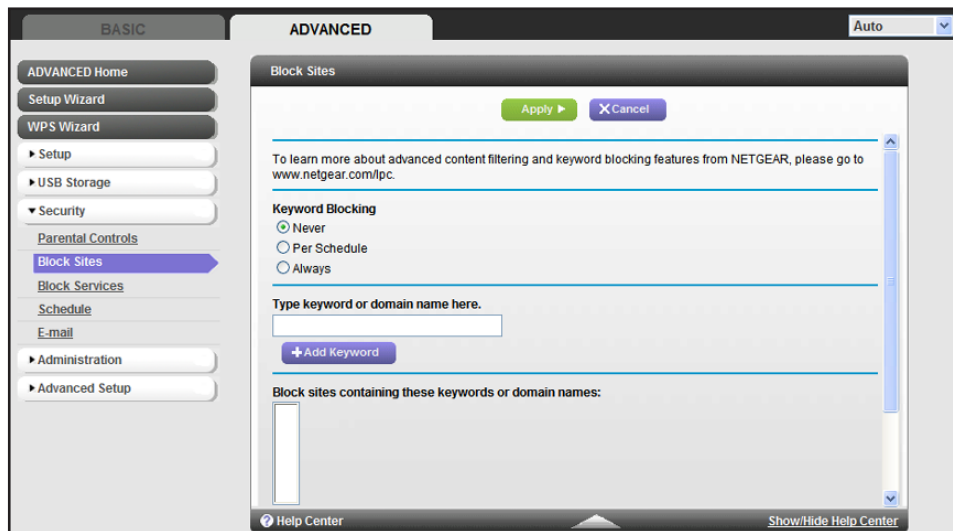 BASIC
ADVANCED
Auto
ADVANCED Home
Setup Wizard
WPS Wizard
Setup
USB Storage
Security
Parental Controls
Block Sites
Block Services
Schedule
E-mail
Administration
Advanced Setup
Block Sites
Apply
Cancel
To learn more about advanced content filtering and keyword blocking features from NETGEAR, please go to
www.netgear.com/lpc.
Keyword Blocking
Never
Per Schedule
Always
Type keyword or domain name here.
Add Keyword
Block sites containing these keywords or domain names:
Help Center
Show/Hide Help Center